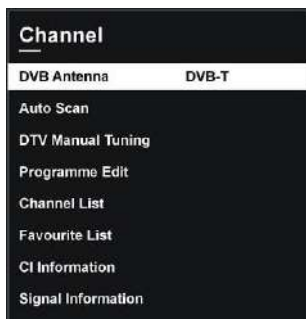 Channel
DVB Antenna DVB-T
Auto Scan
DTV Manual Tuning
Programme Edit
Channel List
Favourite List
CI Information
Signal Information